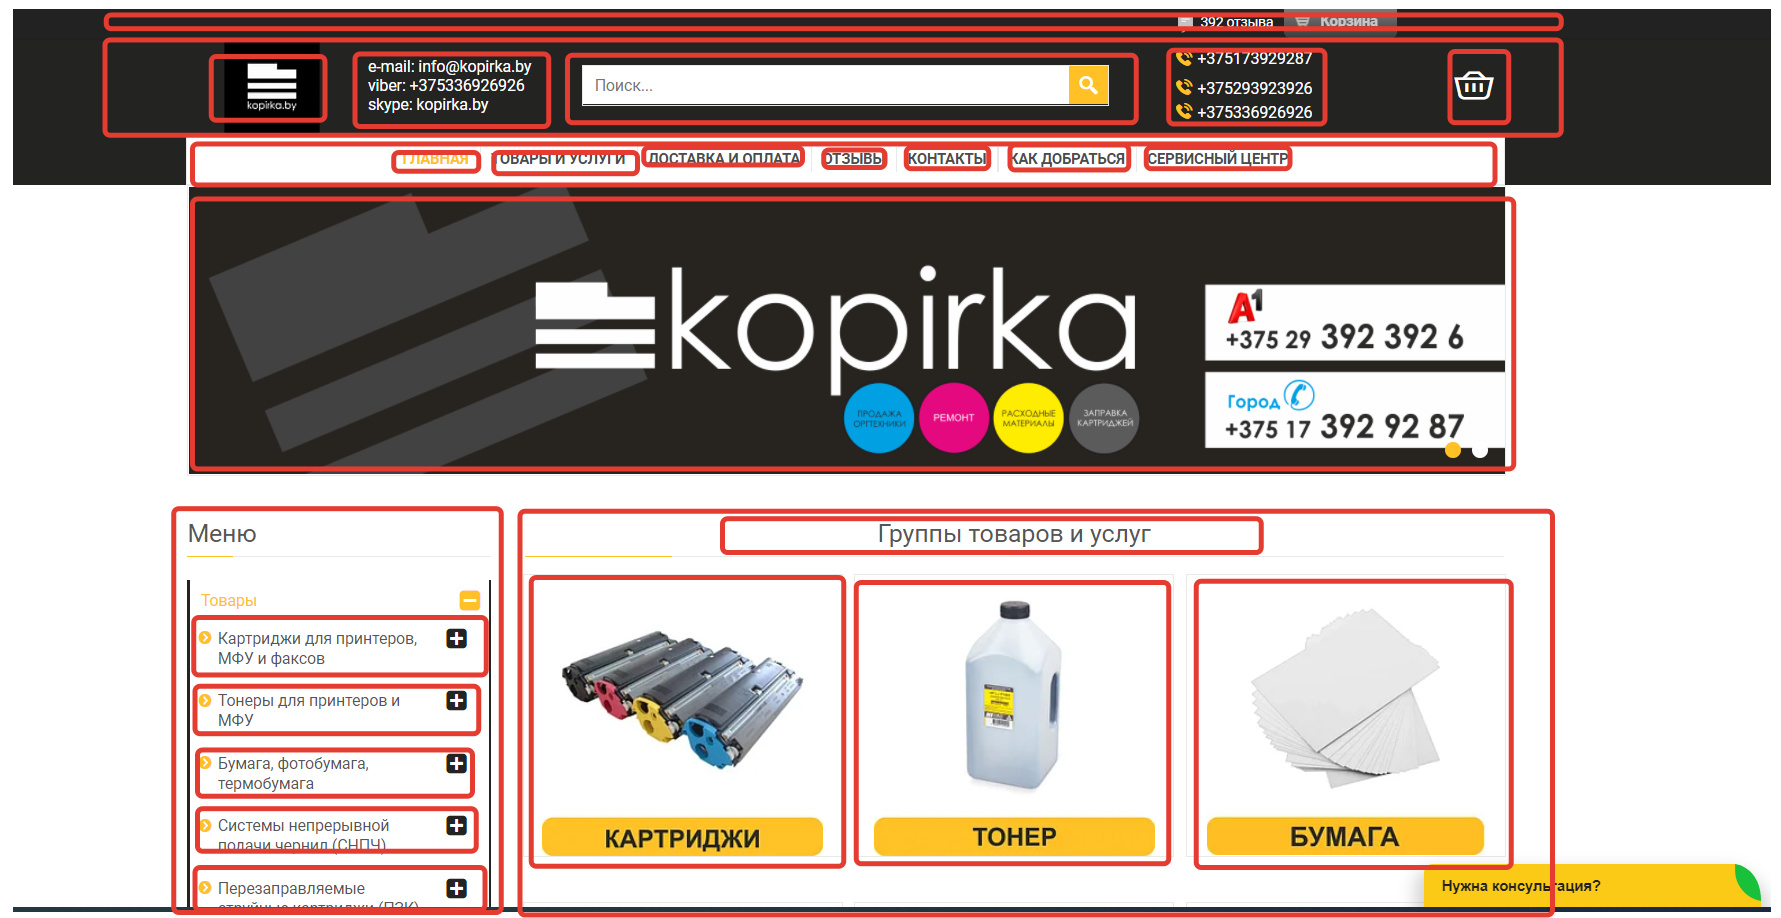 392 отзыва
Корзина
kopirka.by
e-mail: info@kopirka.by
viber: +375336926926
skype: kopirka.by
Поиск...
+375173929287
+375293923926
+375336926926
ГЛАВНАЯ
ТОВАРЫ И УСЛУГИ
ДОСТАВКА И ОПЛАТА
ОТЗЫВЫ
КОНТАКТЫ
КАК ДОБРАТЬСЯ
СЕРВИСНЫЙ ЦЕНТР
kopirka
ПРОДАЖА
ОРГТЕХНИКИ
РЕМОНТ
РАСХОДНЫЕ
МАТЕРИАЛЫ
ЗАПРАВКА
КАРТРИДЖЕЙ
A1
+375 29 392 392 6
Город
+375 17 392 92 87
Меню
Товары
Картриджи для принтеров,
МФУ и факсов
Тонеры для принтеров и
МФУ
Бумага, фотобумага,
термобумага
Системы непрерывной
подачи чернил (СНПЧ)
Перезаправляемые
струйные картриджи (ПЗК)
Группы товаров и услуг
КАРТРИДЖИ
ТОНЕР
БУМАГА
Нужна консультация?